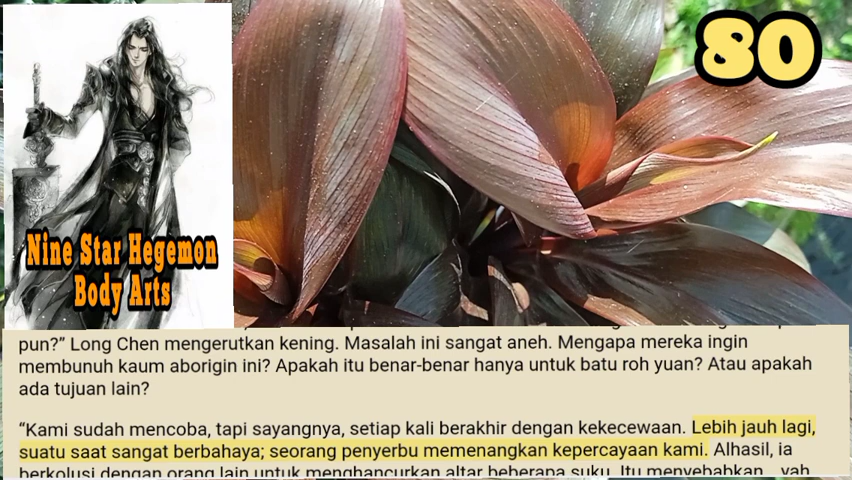 80
Nine Star Hegemon
Body Arts
pun?” Long Chen mengerutkan kening. Masalah ini sangat aneh. Mengapa mereka ingin
membunuh kaum aborigin ini? Apakah itu benar-benar hanya untuk batu roh yuan? Atau apakah
ada tujuan lain?
“Kami sudah mencoba, tapi sayangnya, setiap kali berakhir dengan kekecewaan. Lebih jauh lagi,
suatu saat sangat berbahaya; seorang penyerbu memenangkan kepercayaan kami. Alhasil, ia
berkolusi dengan orang lain untuk menghancurkan altar beberapa suku. Itu menyebabkan... yah,